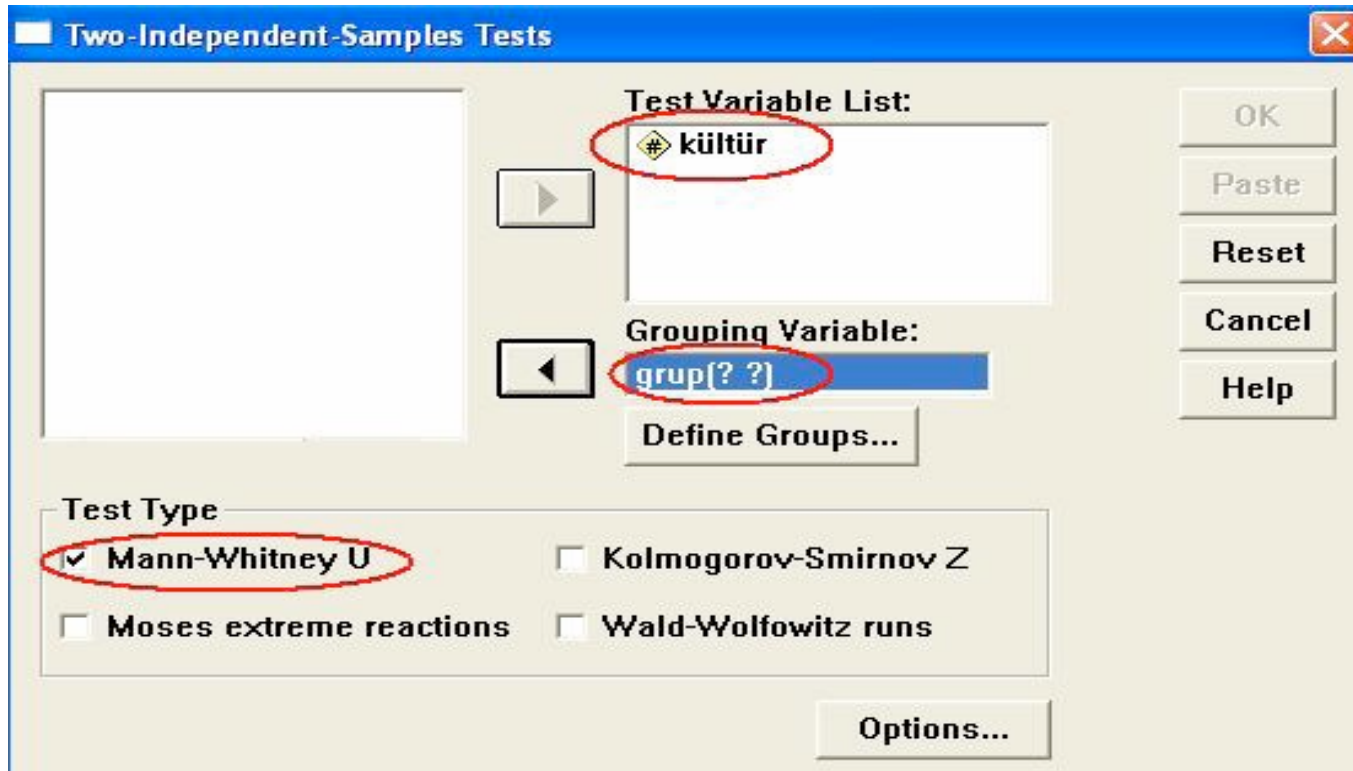 Two-Independent-Samples Tests
Test Variable List:
kültür
OK
Paste
Reset
Cancel
Help
Grouping Variable:
grup(? ?)
Define Groups...
Test Type
Mann-Whitney U
Kolmogorov-Smirnov Z
Moses extreme reactions
Wald-Wolfowitz runs
Options...